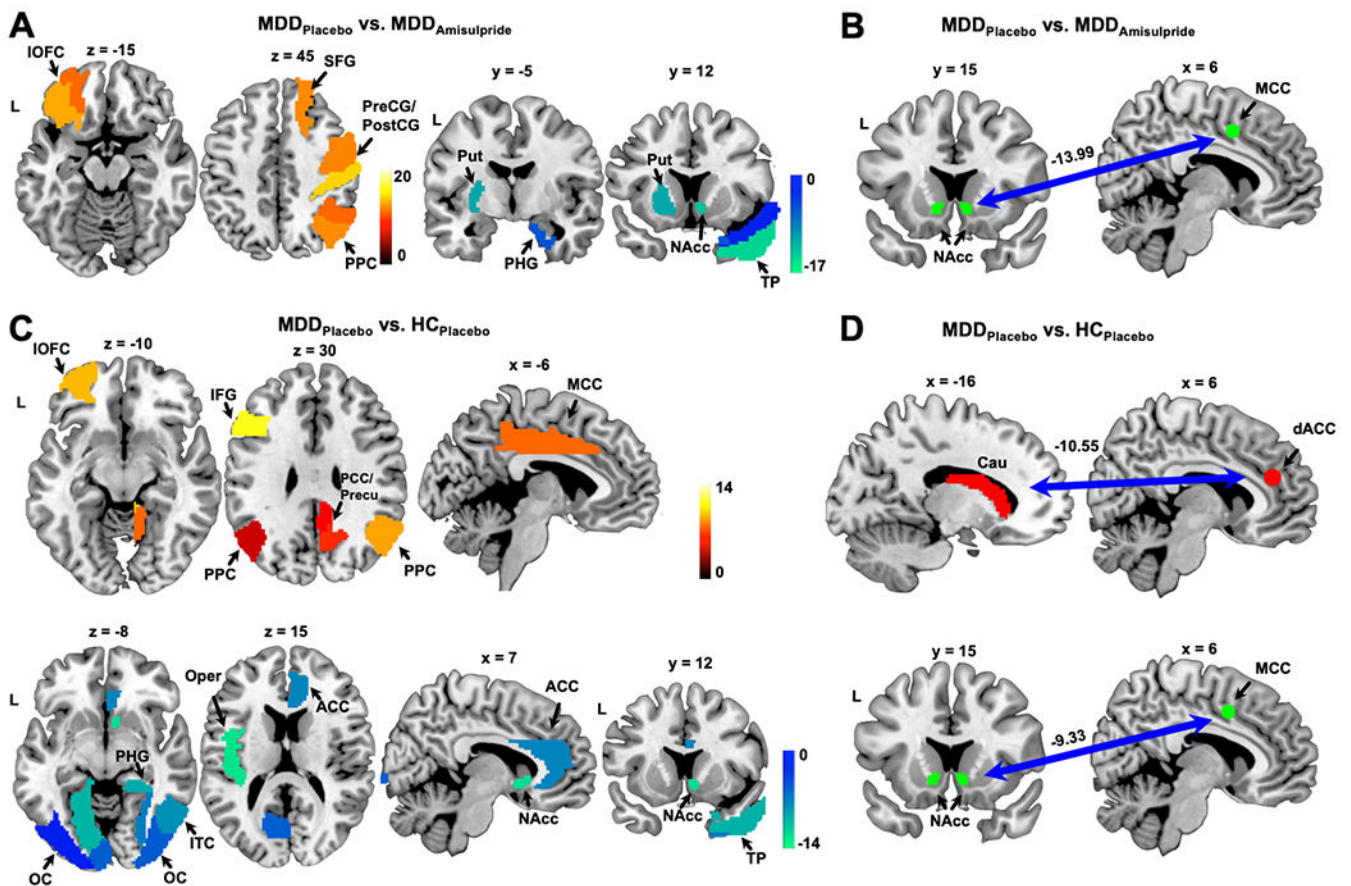 A
MDDPlacebo vs. MDDAmisulpride
lOFC
z = -15
z = 45
SFG
L
PreCG/
PostCG
20
0
PPC
y = -5
y = 12
L
Put
Put
PHG
NAcc
TP
0
-17
B
MDDPlacebo vs. MDDAmisulpride
y = 15
x = 6
L
MCC
-13.99
NAcc
C
MDDPlacebo vs. HCPlacebo
lOFC
z = -10
z = 30
x = -6
L
IFG
MCC
PCC/
Precu
PPC
PPC
14
0
z = -8
z = 15
x = 7
y = 12
L
Oper
ACC
ACC
L
PHG
ITC
OC
OC
NAcc
NAcc
TP
0
-14
D
MDDPlacebo vs. HCPlacebo
x = -16
x = 6
dACC
-10.55
Cau
y = 15
x = 6
L
MCC
-9.33
NAcc